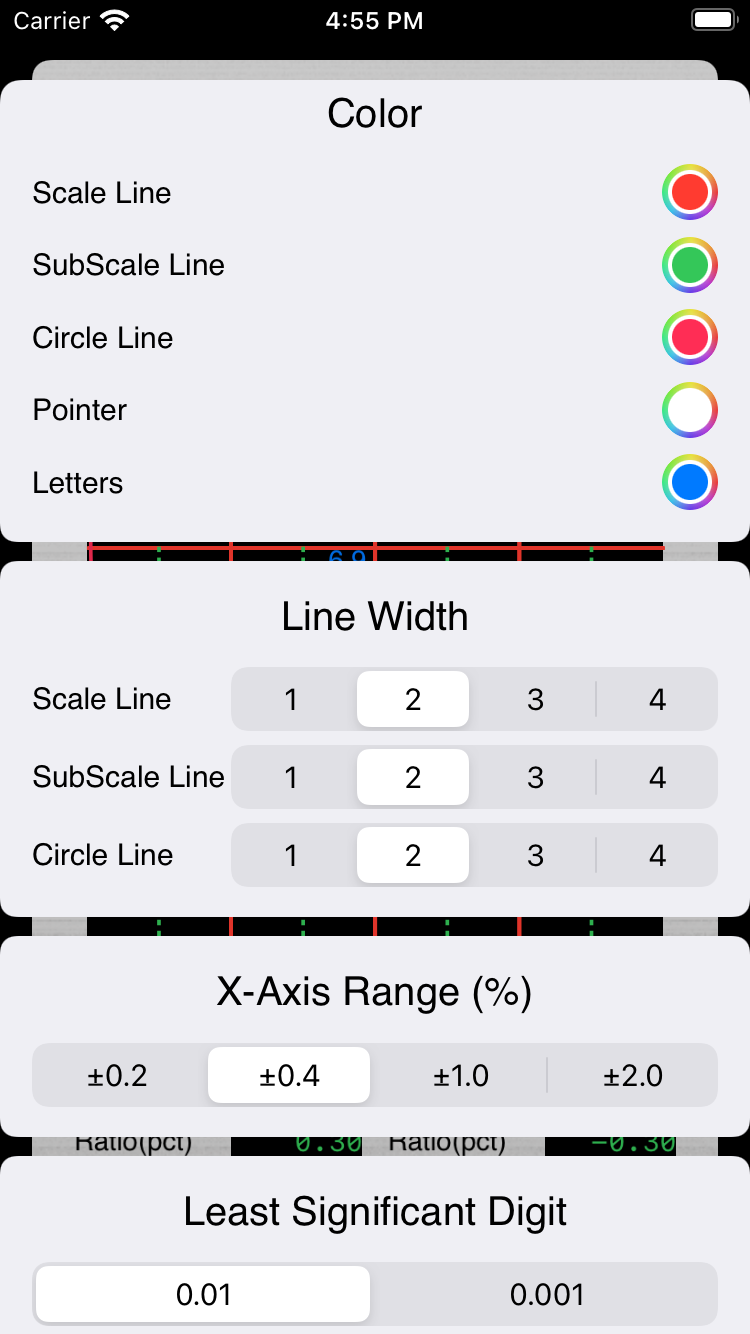 Carrier 4:55 PM
Color
Scale Line
SubScale Line
Circle Line
Pointer
Letters
6.9
Line Width
Scale Line 1 2 3 4
SubScale Line 1 2 3 4
Circle Line 1 2 3 4
X-Axis Range (%)
±0.2 ±0.4 ±1.0 ±2.0
Ratio(pct) 0.30 Ratio(pct) −0.30
Least Significant Digit
0.01 0.001